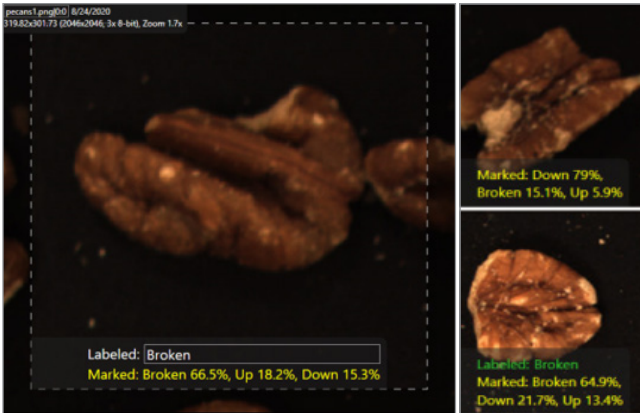 pecans1.png|0:0 8/24/2020
319.82x301.73 (2046x2046, 3x 8-bit), Zoom 1.7x
Labeled: Broken
Marked: Broken 66.5%, Up 18.2%, Down 15.3%
Marked: Down 79%,
Broken 15.1%, Up 5.9%
Labeled: Broken
Marked: Broken 64.9%,
Down 21.7%, Up 13.4%